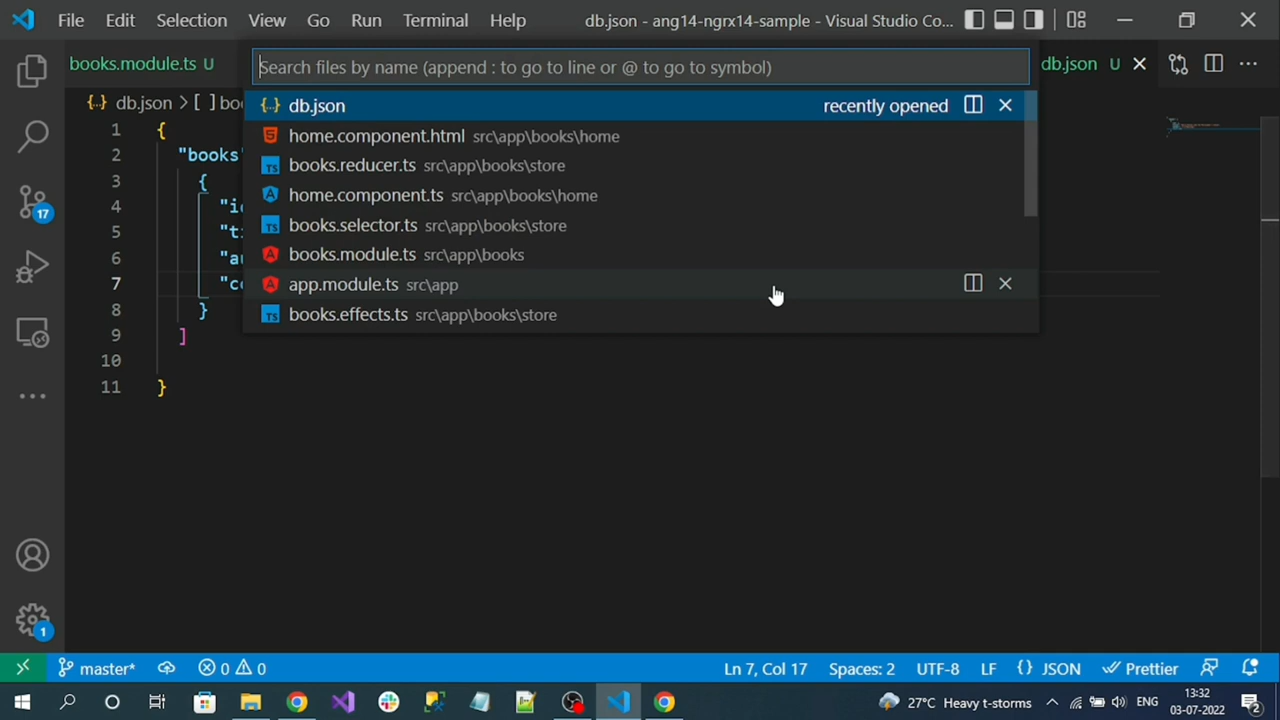 File Edit Selection View Go Run Terminal Help db.json - ang14-ngrx14-sample - Visual Studio Co...
books.module.ts U
Search files by name (append : to go to line or @ to go to symbol)
db.json U
{..} db.json > [ ] bo
{..} db.json recently opened
home.component.html src\app\books\home
TS books.reducer.ts src\app\books\store
home.component.ts src\app\books\home
TS books.selector.ts src\app\books\store
books.module.ts src\app\books
app.module.ts src\app
TS books.effects.ts src\app\books\store
1 {
2 "books"
3 {
4 "i
5 "t
6 "a
7 "c
8 }
9 ]
10
11 }
17
1
master* 0 0 Ln 7, Col 17 Spaces: 2 UTF-8 LF {} JSON Prettier
27°C Heavy t-storms ENG 13:32
03-07-2022 2